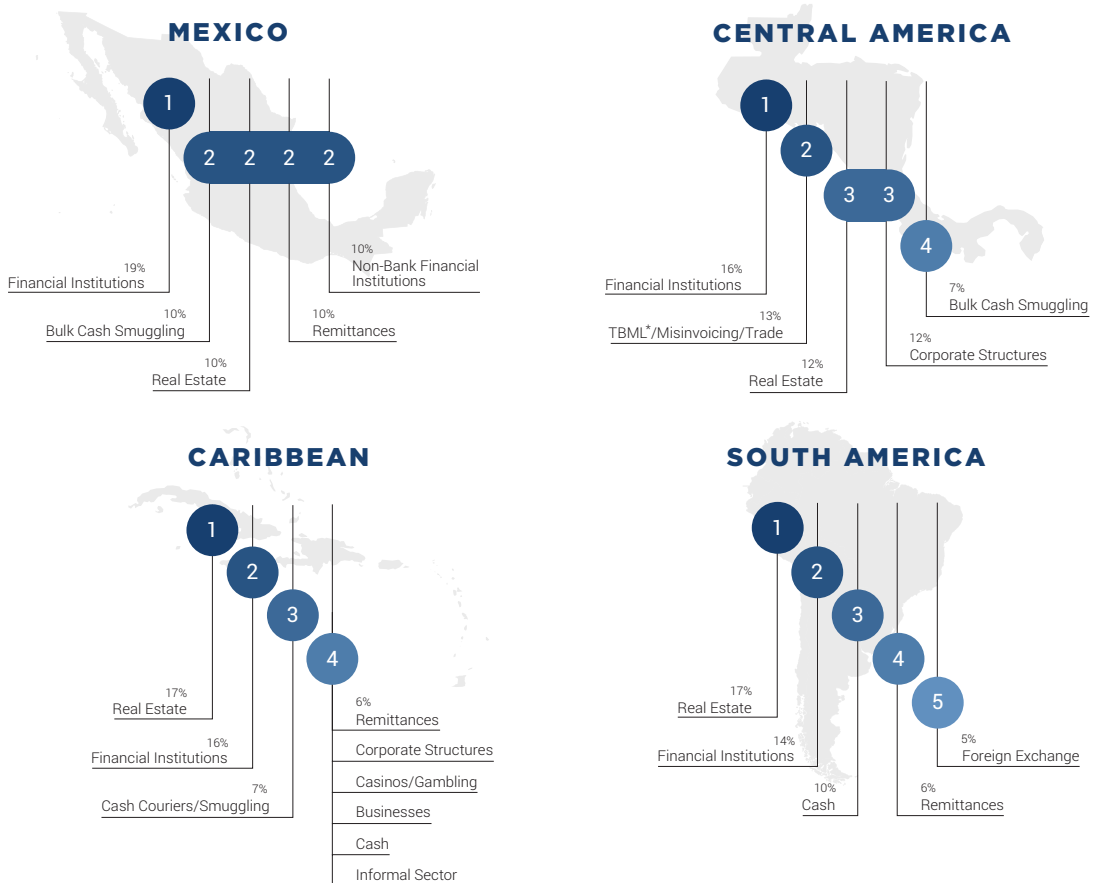 MEXICO
1
2 2 2 2
19%
Financial Institutions
10%
Bulk Cash Smuggling
10%
Real Estate
10%
Remittances
10%
Non-Bank Financial
Institutions
CENTRAL AMERICA
1
2
3 3
4
16%
Financial Institutions
13%
TBML*/Misinvoicing/Trade
12%
Real Estate
12%
Corporate Structures
7%
Bulk Cash Smuggling
CARIBBEAN
1
2
3
4
17%
Real Estate
16%
Financial Institutions
7%
Cash Couriers/Smuggling
6%
Remittances
Corporate Structures
Casinos/Gambling
Businesses
Cash
Informal Sector
SOUTH AMERICA
1
2
3
4
5
17%
Real Estate
14%
Financial Institutions
10%
Cash
6%
Remittances
5%
Foreign Exchange